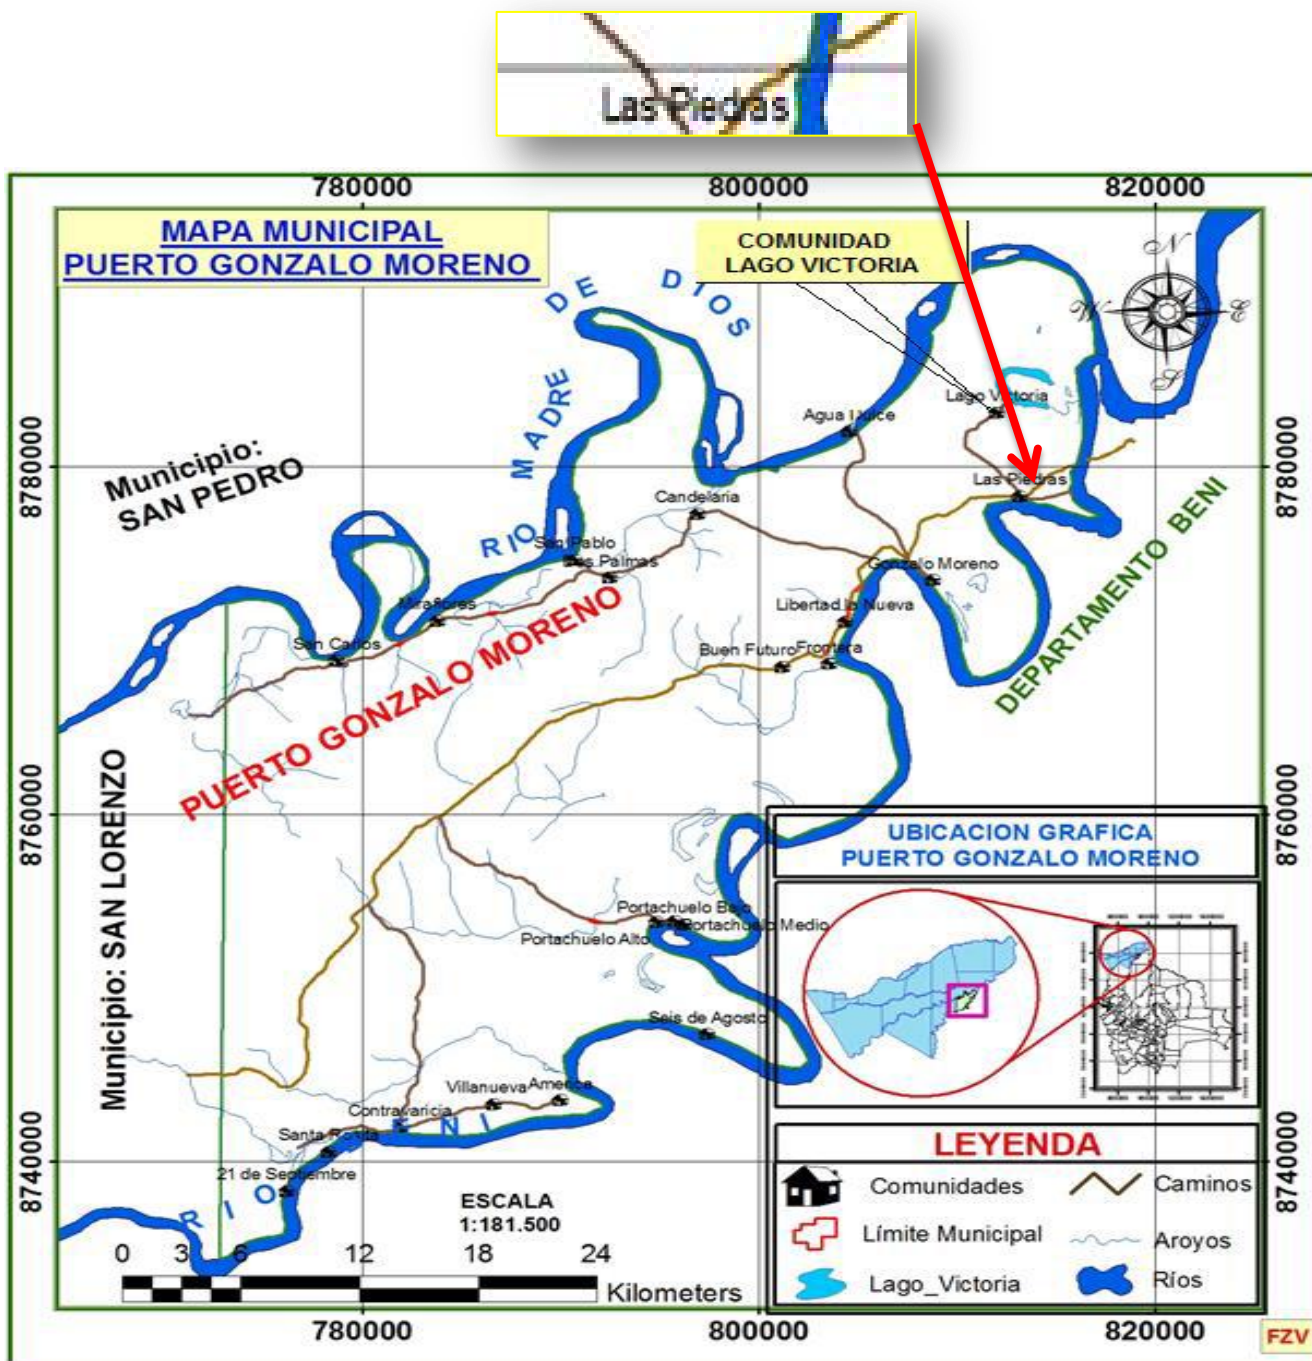 Las Piedras
780000
800000
820000
MAPA MUNICIPAL
PUERTO GONZALO MORENO
COMUNIDAD
LAGO VICTORIA
RIO MADRE DE DIOS
N
W
E
S
Lago Victoria
Agua Dulce
8780000
8780000
Municipio:
SAN PEDRO
Las Piedras
Candelaria
San Pablo
Las Palmas
Gonzalo Moreno
DEPARTAMENTO BENI
Miraflores
Libertad la Nueva
San Carlos
Buen Futuro
Frontera
PUERTO GONZALO MORENO
Municipio: SAN LORENZO
8760000
8760000
UBICACION GRAFICA
PUERTO GONZALO MORENO
Portachuelo Bajo
Portachuelo Medio
Portachuelo Alto
Seis de Agosto
Villanueva
America
Contravaricia
Santa Rosita
21 de Septiembre
RIO ENI
8740000
8740000
ESCALA
1:181.500
0 3 6 12 18 24
Kilometers
LEYENDA
Comunidades
Caminos
Límite Municipal
Aroyos
Lago_Victoria
Ríos
780000
800000
820000
FZV